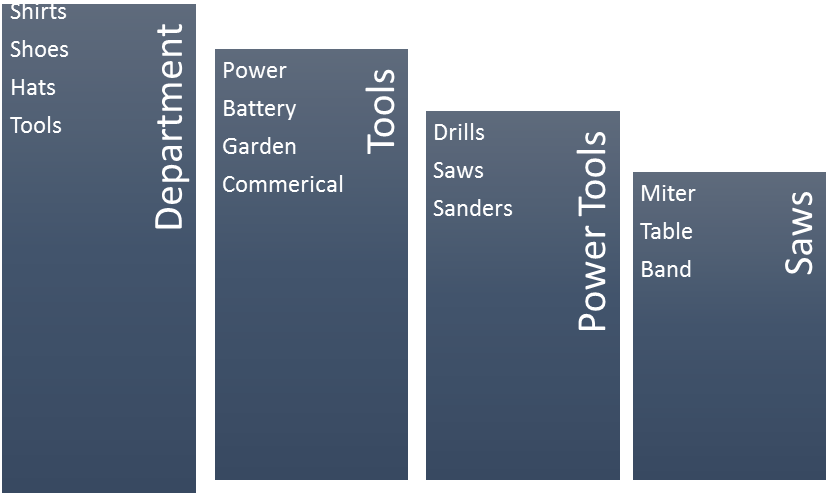 Shirts
Shoes
Hats
Tools
Department
Power
Battery
Garden
Commerical
Tools
Drills
Saws
Sanders
Power Tools
Miter
Table
Band
Saws